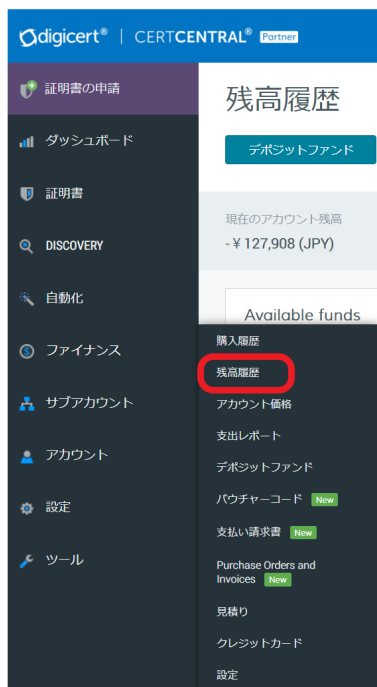 digicert® | CERTCENTRAL® Partner
証明書の申請
ダッシュボード
証明書
DISCOVERY
自動化
ファイナンス
サブアカウント
アカウント
設定
ツール
残高履歴
デポジットファンド
現在のアカウント残高
-¥ 127,908 (JPY)
Available funds
購入履歴
残高履歴
アカウント価格
支出レポート
デポジットファンド
バウチャーコード New
支払い請求書 New
Purchase Orders and
Invoices New
見積り
クレジットカード
設定